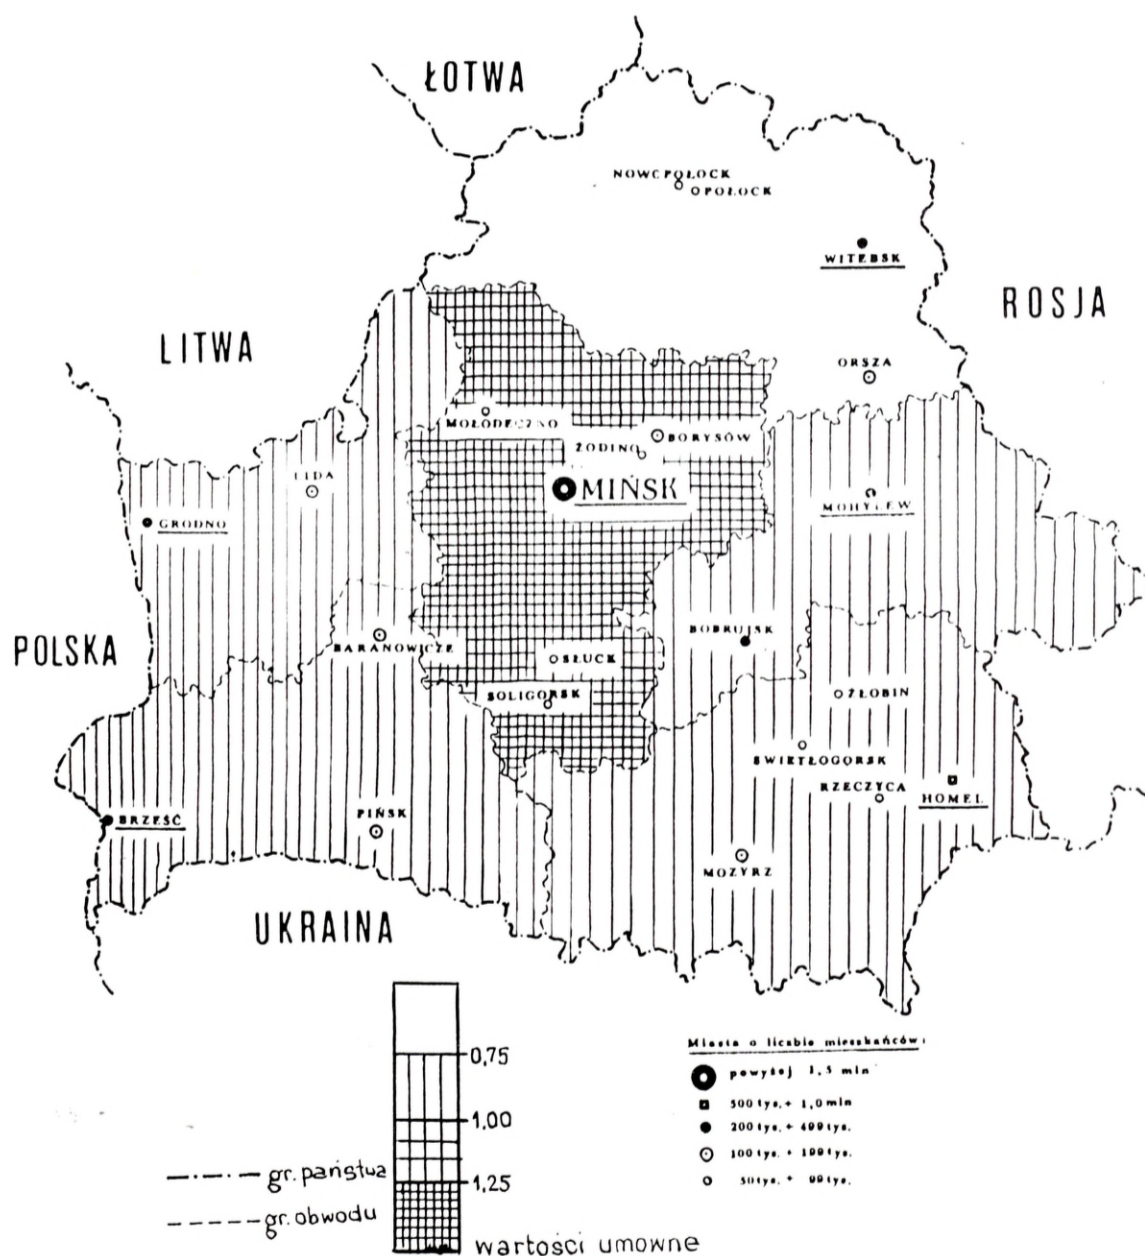 ŁOTWA
NOWOPOŁOCK
POŁOCK
WITEBSK
ROSJA
LITWA
ORSZA
MOŁODECZNO
BORYSÓW
ŻODINO
LIDA
MIŃSK
MOHYLEW
GRODNO
BOBRUJSK
BARANOWICZE
POLSKA
SŁUCK
SOLIGORSK
ŻŁOBIN
SWIETŁOGORSK
RZECZYCA
HOMEL
BRZEŚĆ
PIŃSK
MOZYRZ
UKRAINA
0,75
1,00
1,25
wartości umowne
gr. państwa
gr. obwodu
Miasta o liczbie mieszkańców:
powyżej 1,5 mln
500 tys. ÷ 1,0 mln
200 tys. ÷ 499 tys.
100 tys. ÷ 199 tys.
50 tys. ÷ 99 tys.